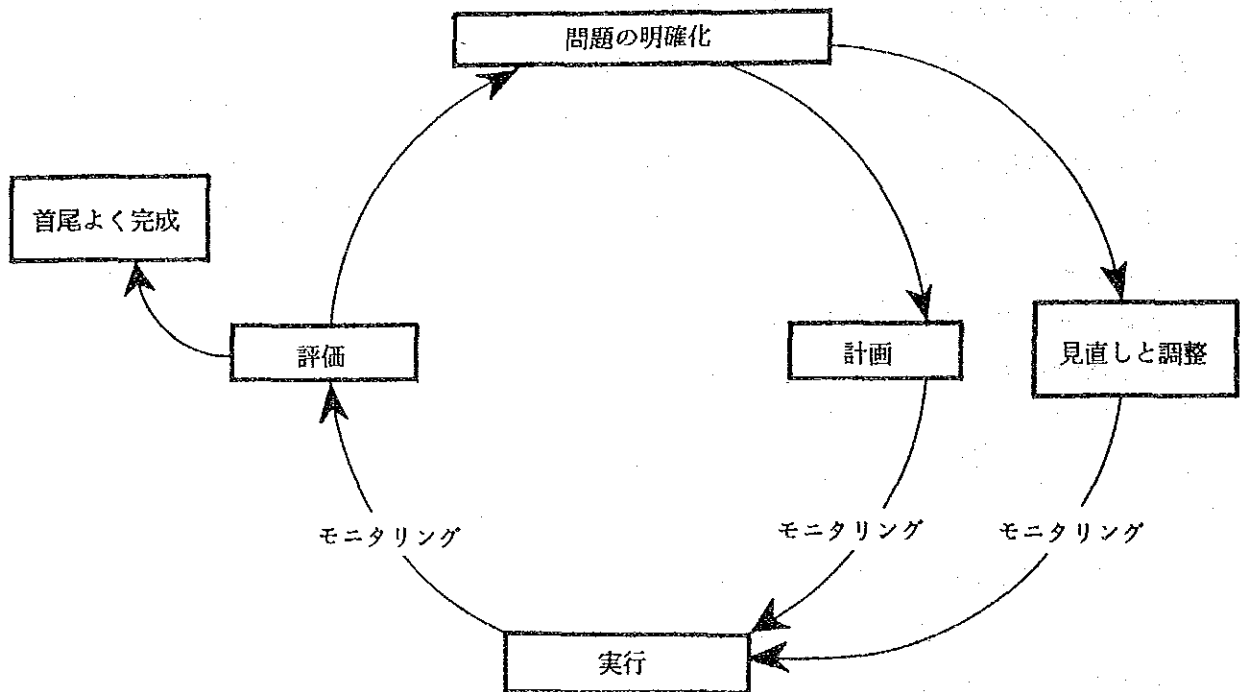 問題の明確化
首尾よく完成
評価
計画
見直しと調整
モニタリング
モニタリング
モニタリング
実行